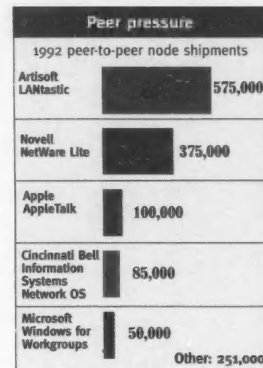 Peer pressure
1992 peer-to-peer node shipments
Artisoft
LANtastic
575,000
Novell
NetWare Lite
375,000
Apple
AppleTalk
100,000
Cincinnati Bell
Information
Systems
Network OS
85,000
Microsoft
Windows for
Workgroups
50,000
Other: 251,000